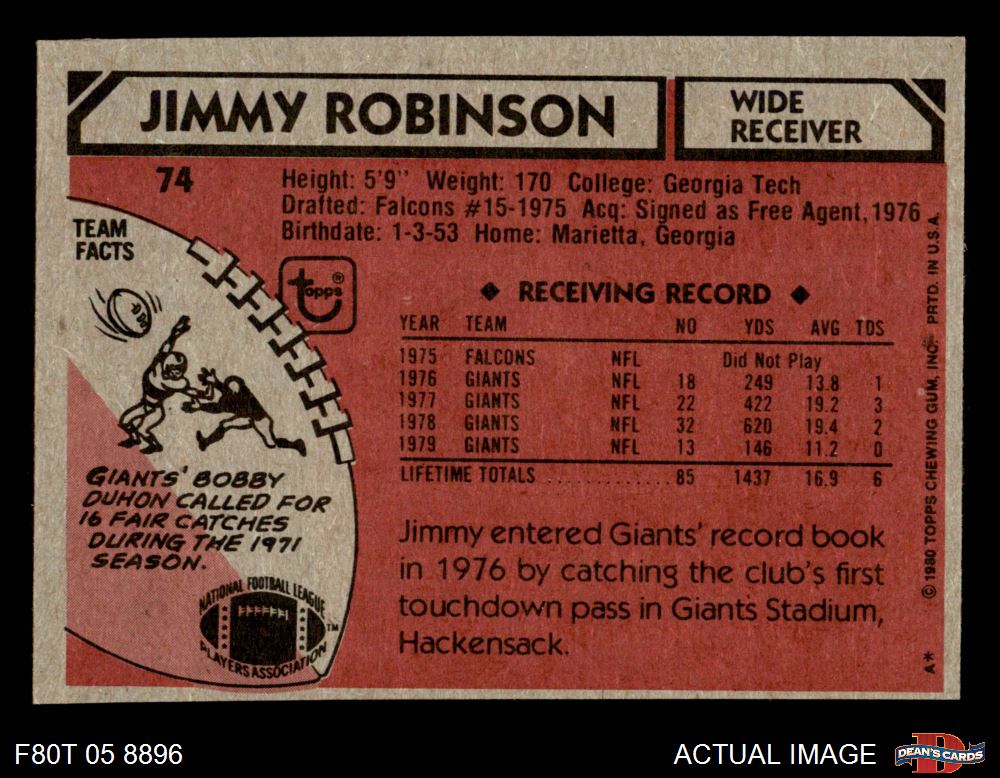 JIMMY ROBINSON
WIDE
RECEIVER
74
Height: 5'9" Weight: 170 College: Georgia Tech
Drafted: Falcons #15-1975 Acq: Signed as Free Agent, 1976
Birthdate: 1-3-53 Home: Marietta, Georgia
TEAM
FACTS
topps®
◆ RECEIVING RECORD ◆
YEAR TEAM NO YDS AVG TDS
1975 FALCONS NFL Did Not Play
1976 GIANTS NFL 18 249 13.8 1
1977 GIANTS NFL 22 422 19.2 3
1978 GIANTS NFL 32 620 19.4 2
1979 GIANTS NFL 13 146 11.2 0
LIFETIME TOTALS ............ 85 1437 16.9 6
GIANTS' BOBBY
DUHON CALLED FOR
16 FAIR CATCHES
DURING THE 1971
SEASON.
Jimmy entered Giants' record book
in 1976 by catching the club's first
touchdown pass in Giants Stadium,
Hackensack.
NATIONAL FOOTBALL LEAGUE
PLAYERS ASSOCIATION
TM
A* © 1980 TOPPS CHEWING GUM, INC. PRTD. IN U.S.A.
F80T 05 8896
ACTUAL IMAGE
DEAN'S CARDS